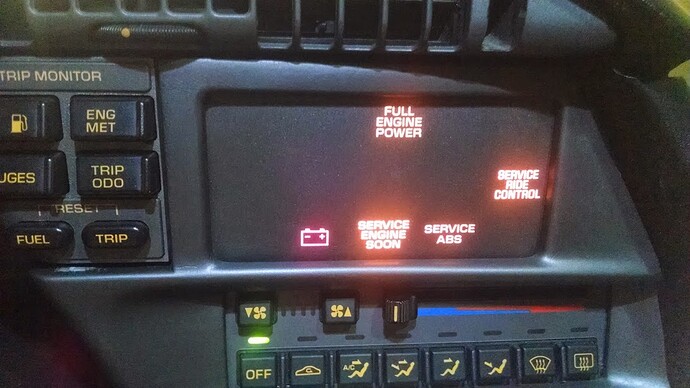 TRIP MONITOR
ENG
MET
UGES
TRIP
ODO
RESET
FUEL
TRIP
FULL
ENGINE
POWER
SERVICE
RIDE
CONTROL
SERVICE
ENGINE
SOON
SERVICE
ABS
OFF
A/C